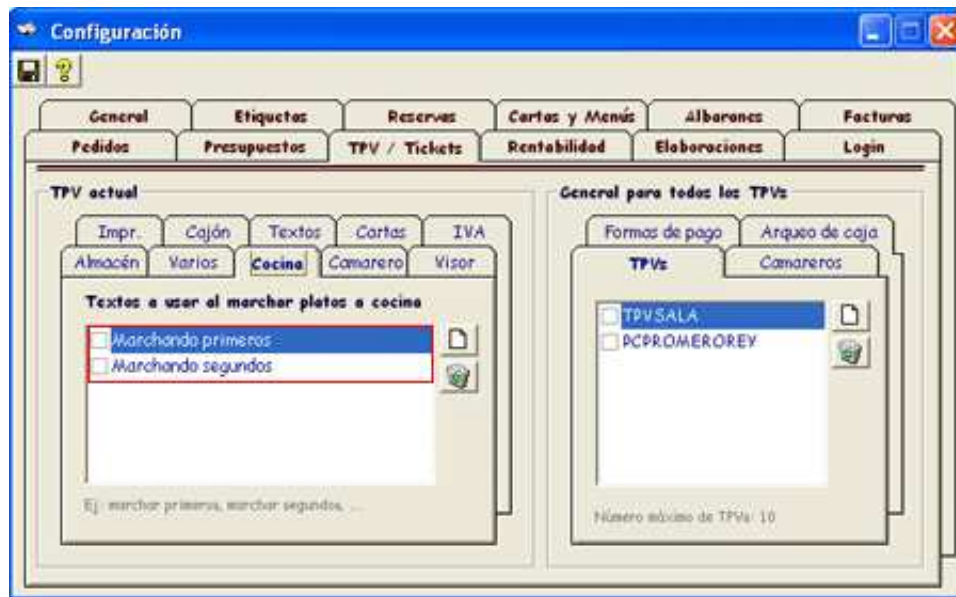 Configuración
General Etiquetas Reservas Cartas y Menús Albaranes Facturas
Pedidos Presupuestos TPV / Tickets Rentabilidad Elaboraciones Login
TPV actual
Impr. Cajón Textos Cartas IVA
Almacén Varios Cocina Camarero Visor
Textos a usar al marchar platos a cocina
Marchando primeros
Marchando segundos
Ej: marchar primeros, marchar segundos, ...
General para todos los TPVs
Formas de pago Arqueo de caja
TPVs Camareros
TPVSALA
PCPROMEROREY
Número máximo de TPVs: 10